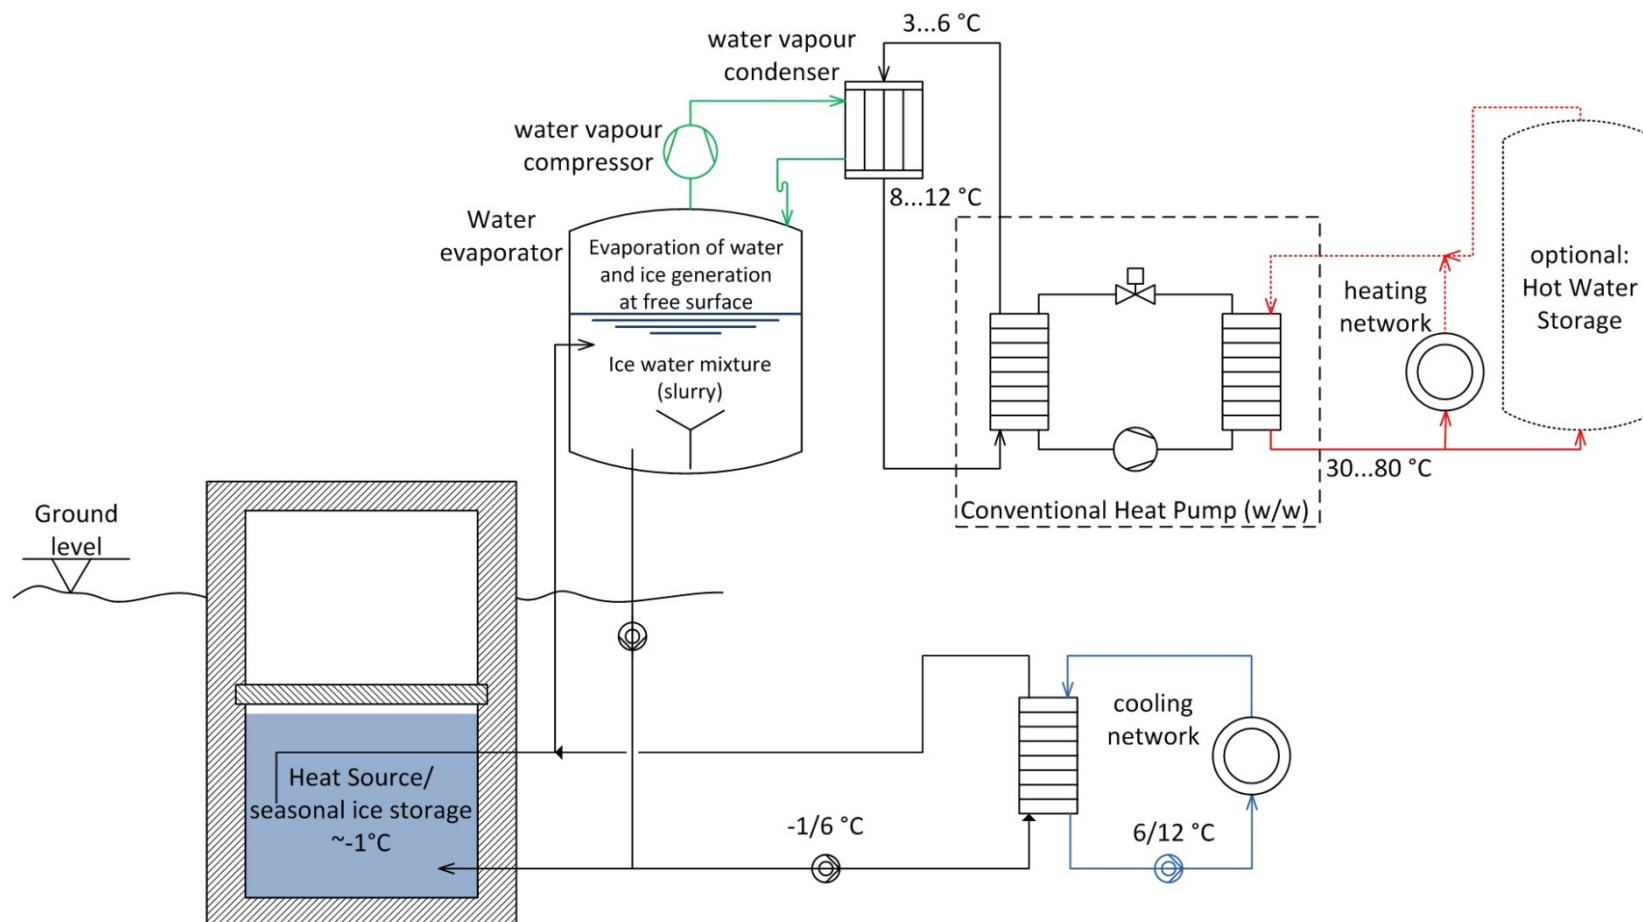 3...6 °C
water vapour
condenser
water vapour
compressor
8...12 °C
Water
evaporator
Evaporation of water
and ice generation
at free surface
optional:
Hot Water
Storage
heating
network
Ice water mixture
(slurry)
30...80 °C
Conventional Heat Pump (w/w)
Ground
level
cooling
network
Heat Source/
seasonal ice storage
~-1°C
-1/6 °C
6/12 °C